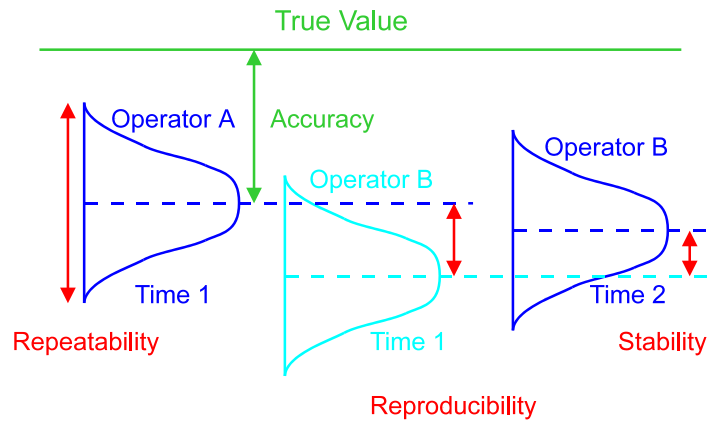 True Value
Operator A
Accuracy
Operator B
Operator B
Time 1
Time 2
Repeatability
Time 1
Stability
Reproducibility